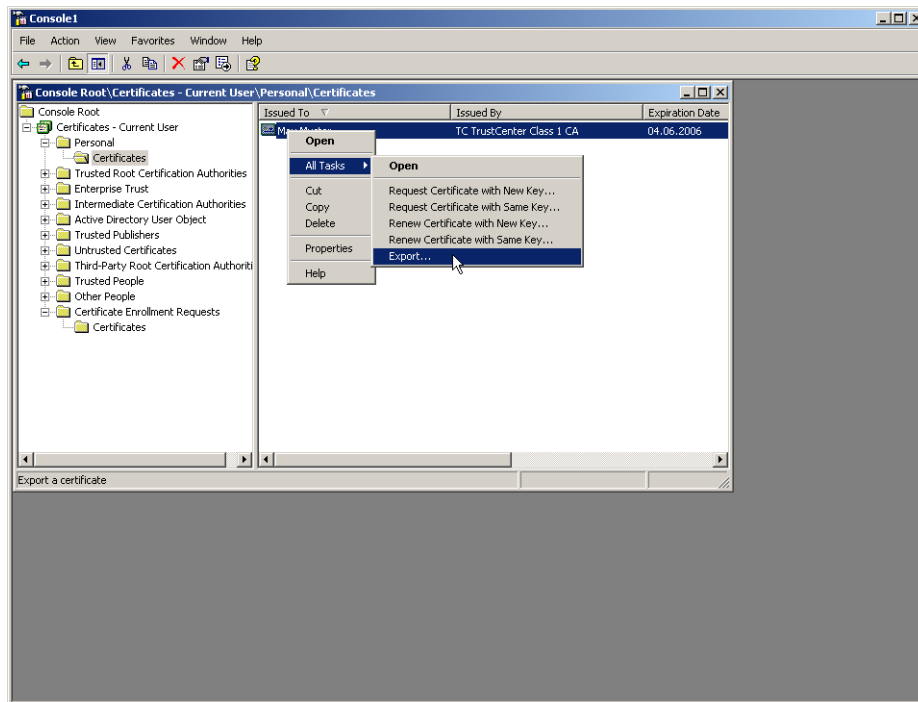 Console1
File Action View Favorites Window Help
Console Root\Certificates - Current User\Personal\Certificates
Console Root
Certificates - Current User
Personal
Certificates
Trusted Root Certification Authorities
Enterprise Trust
Intermediate Certification Authorities
Active Directory User Object
Trusted Publishers
Untrusted Certificates
Third-Party Root Certification Authoriti
Trusted People
Other People
Certificate Enrollment Requests
Certificates
Issued To Issued By Expiration Date
TC TrustCenter Class 1 CA 04.06.2006
Open
All Tasks
Cut
Copy
Delete
Properties
Help
Open
Request Certificate with New Key...
Request Certificate with Same Key...
Renew Certificate with New Key...
Renew Certificate with Same Key...
Export...
Export a certificate